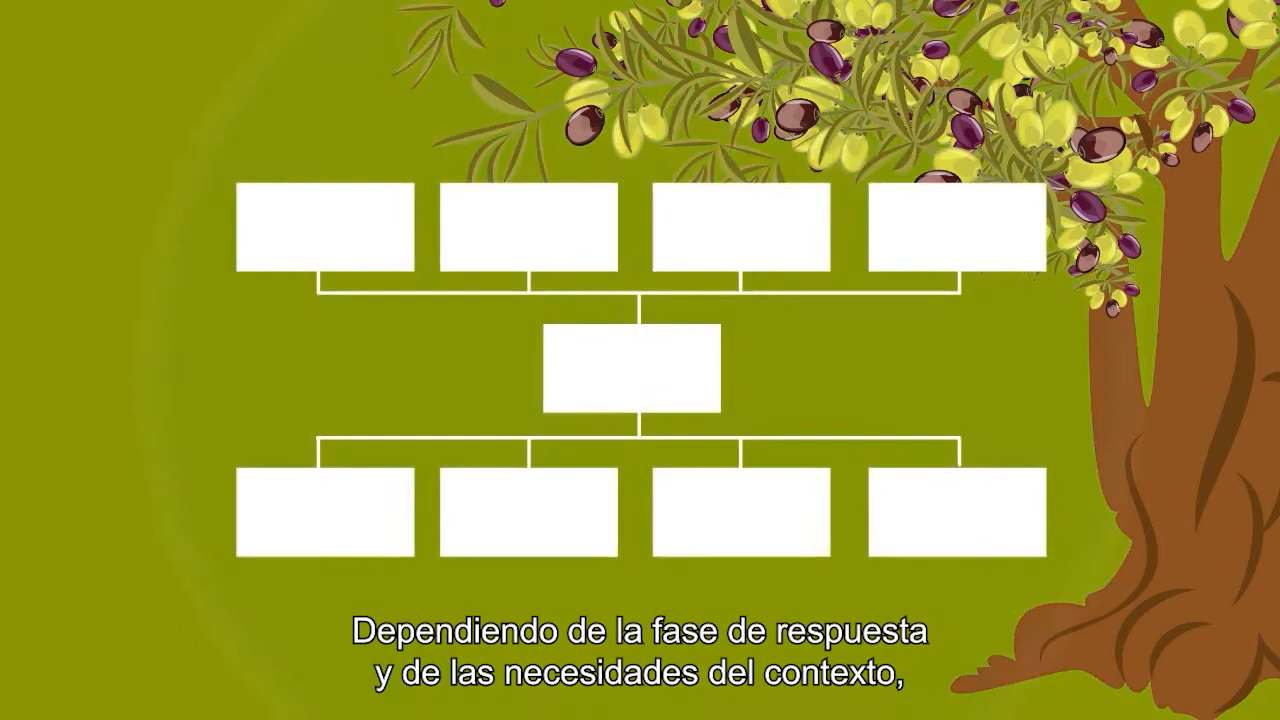 Dependiendo de la fase de respuesta
y de las necesidades del contexto,